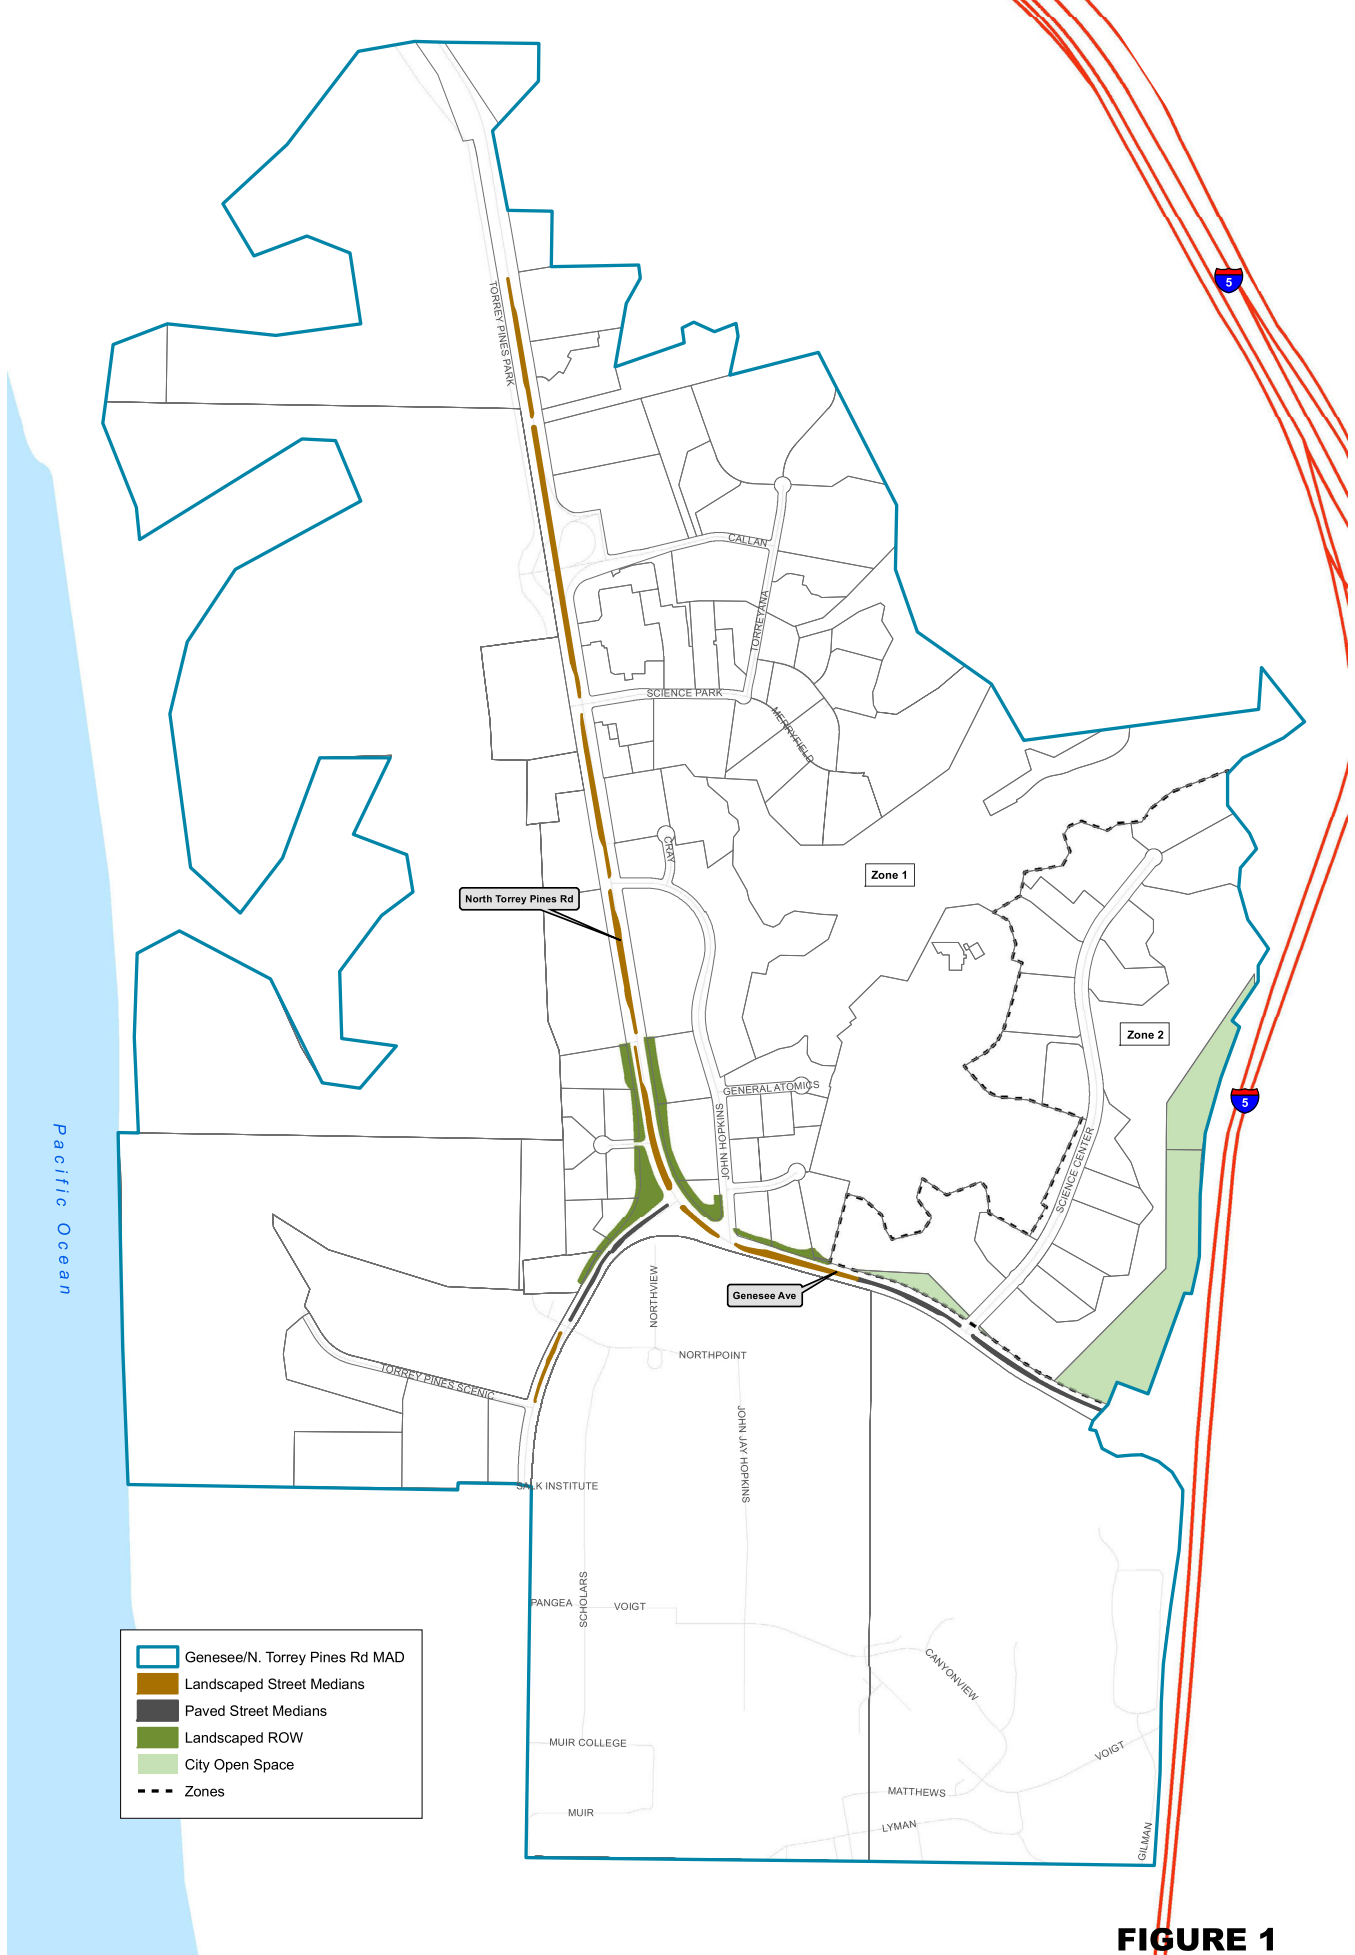 5
TORREY PINES PARK
CALLAN
TORREYANA
SCIENCE PARK
MERRYFIELD
CRAY
Zone 1
North Torrey Pines Rd
Zone 2
GENERAL ATOMICS
5
JOHN HOPKINS
SCIENCE CENTER
Pacific Ocean
Genesee Ave
NORTHVIEW
NORTHPOINT
TORREY PINES SCENIC
JOHN JAY HOPKINS
SALK INSTITUTE
SCHOLARS
PANGEA
VOIGT
CANYONVIEW
Genesee/N. Torrey Pines Rd MAD
Landscaped Street Medians
Paved Street Medians
Landscaped ROW
City Open Space
Zones
MUIR COLLEGE
VOIGT
MATTHEWS
MUIR
LYMAN
GILMAN
FIGURE 1